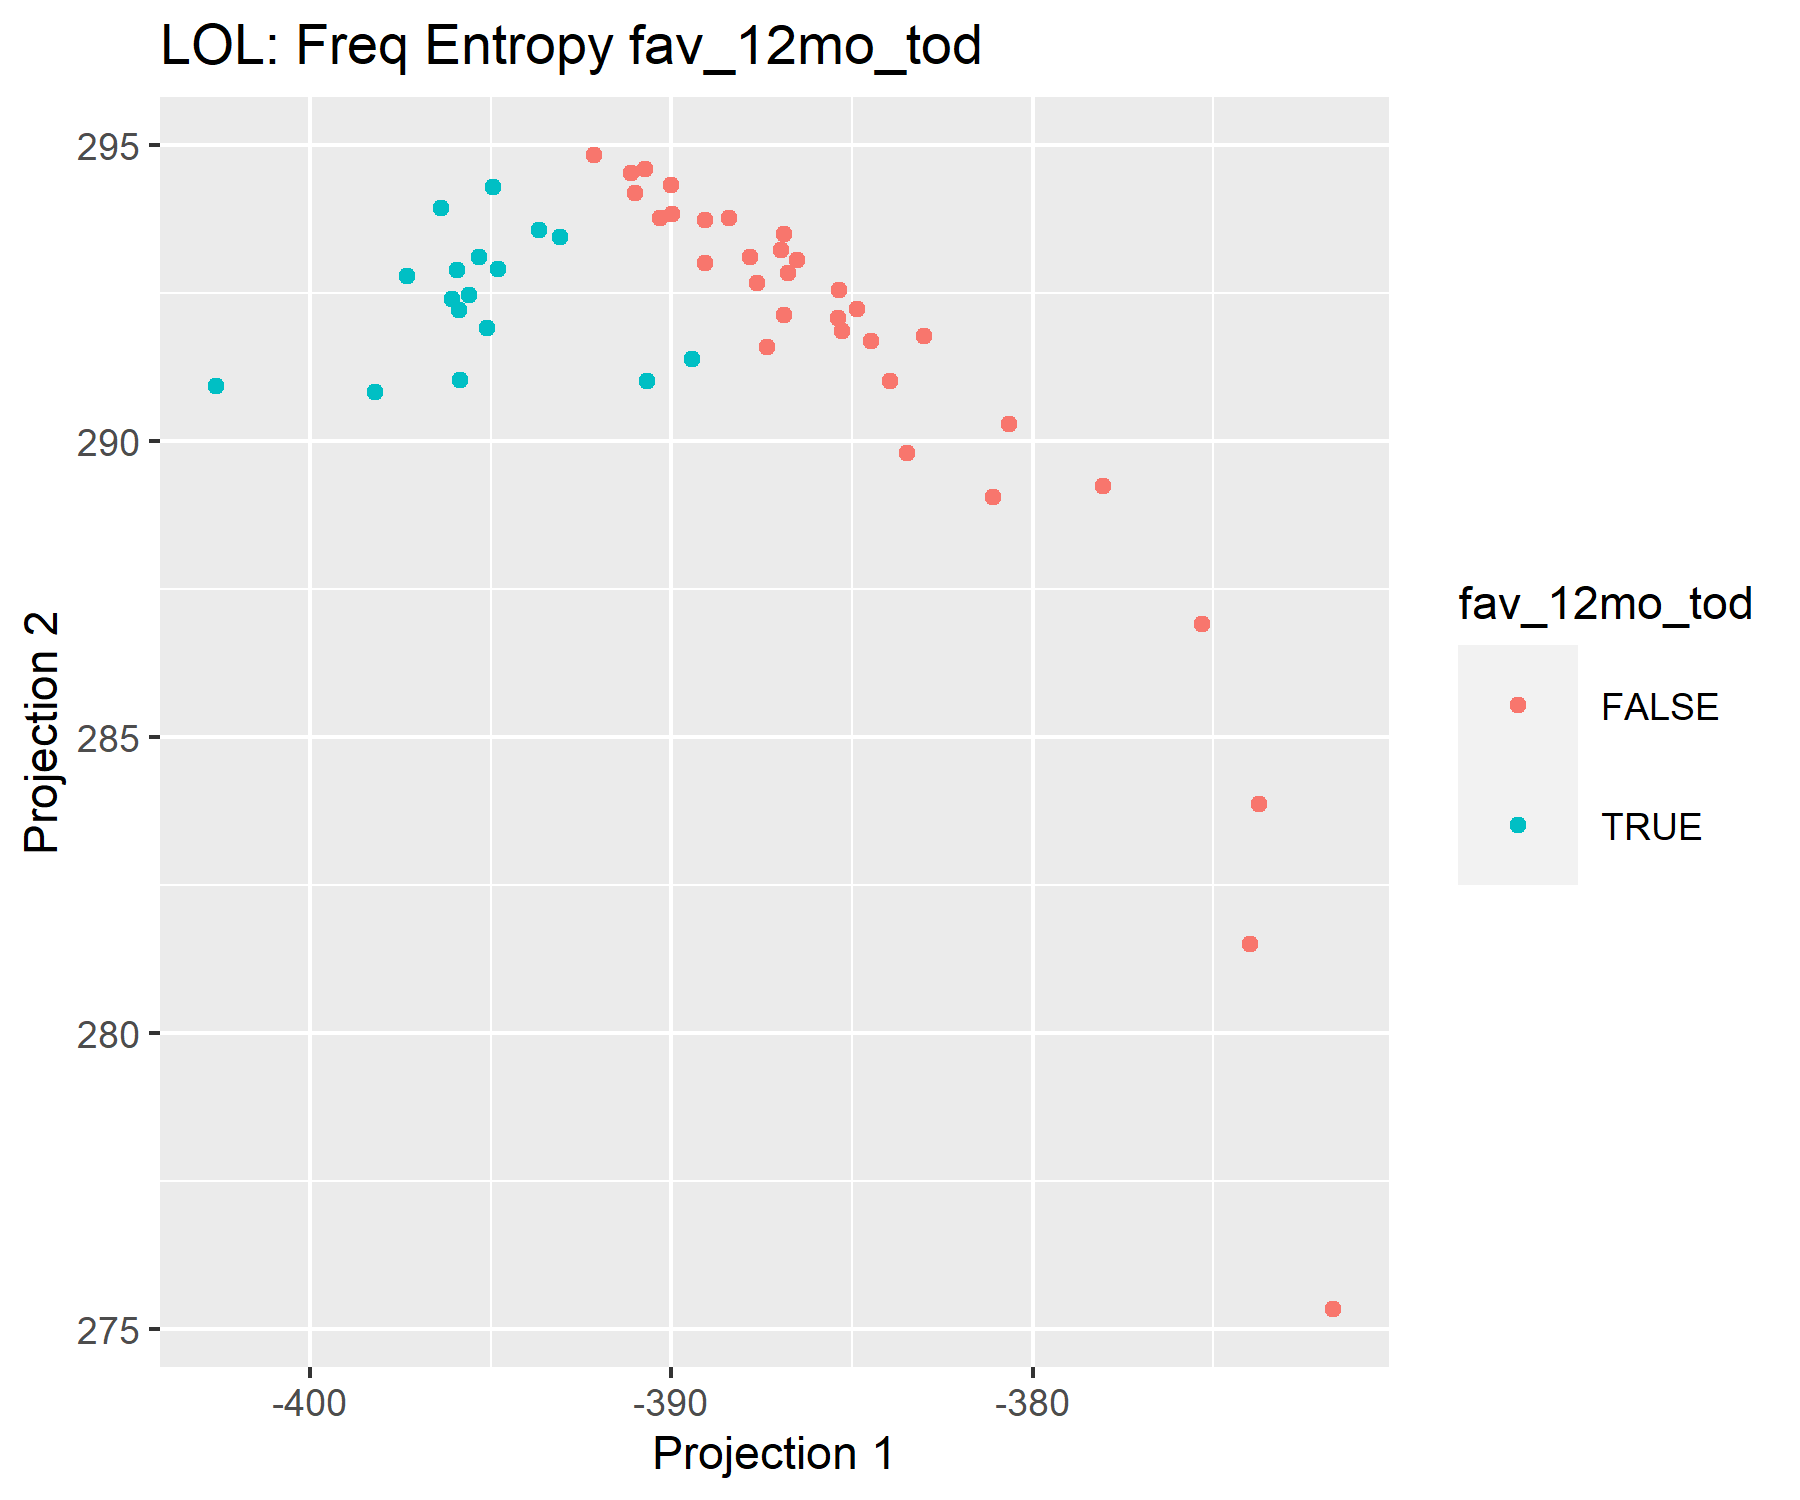 LOL: Freq Entropy fav_12mo_tod
295
290
285
280
275
Projection 2
-400
-390
-380
Projection 1
fav_12mo_tod
FALSE
TRUE